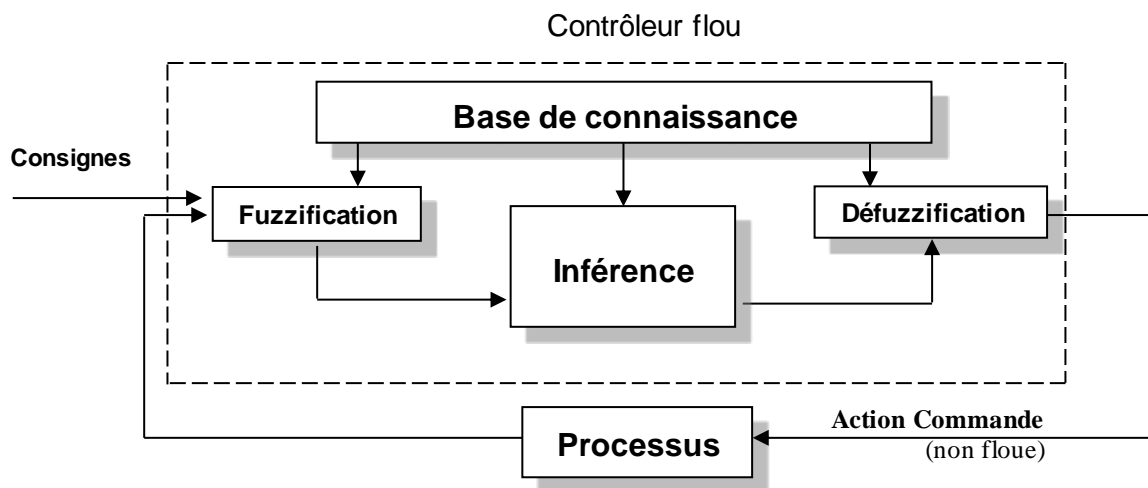 Contrôleur flou
Base de connaissance
Consignes
Fuzzification
Défuzzification
Inférence
Action Commande
(non floue)
Processus